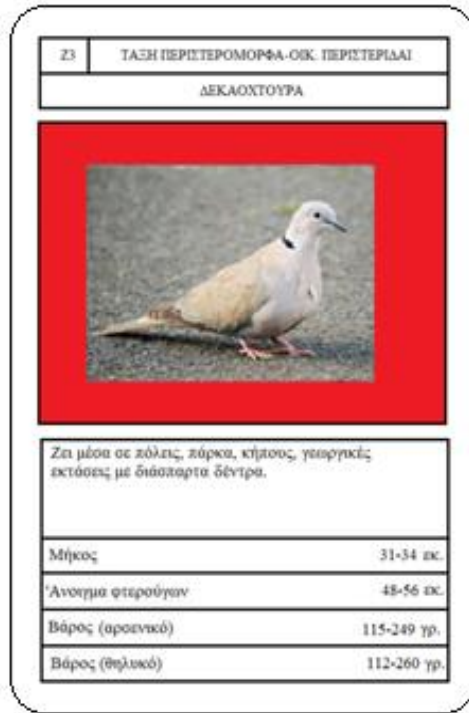 Ζ3 ΤΑΞΗ ΠΕΡΙΣΤΕΡΟΜΟΡΦΑ-ΟΙΚ. ΠΕΡΙΣΤΕΡΙΔΑΙ
ΔΕΚΑΟΧΤΟΥΡΑ
Ζει μέσα σε πόλεις, πάρκα, κήπους, γεωργικές
εκτάσεις με διάσπαρτα δέντρα.
Μήκος 31-34 εκ.
Άνοιγμα φτερούγων 48-56 εκ.
Βάρος (αρσενικό) 115-249 γρ.
Βάρος (θηλυκό) 112-260 γρ.